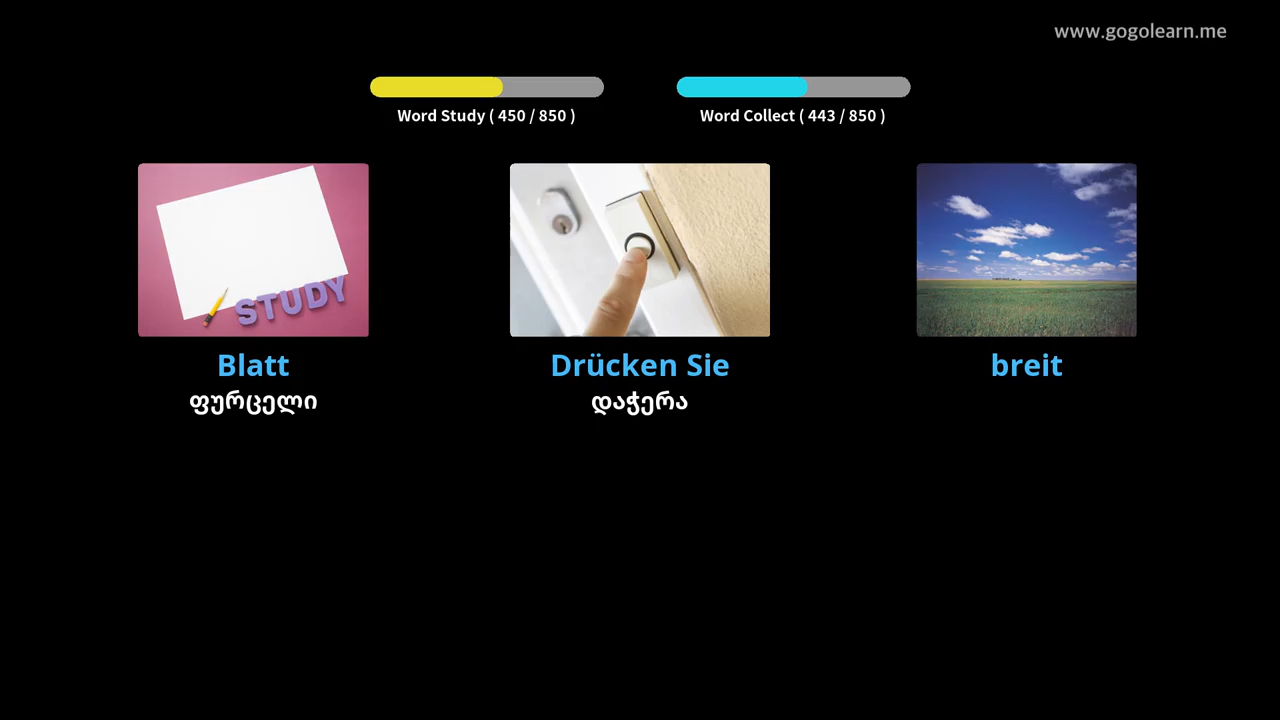 www.gogolearn.me
Word Study ( 450 / 850 )
Word Collect ( 443 / 850 )
STUDY
Blatt
ფურცელი
Drücken Sie
დაჭერა
breit